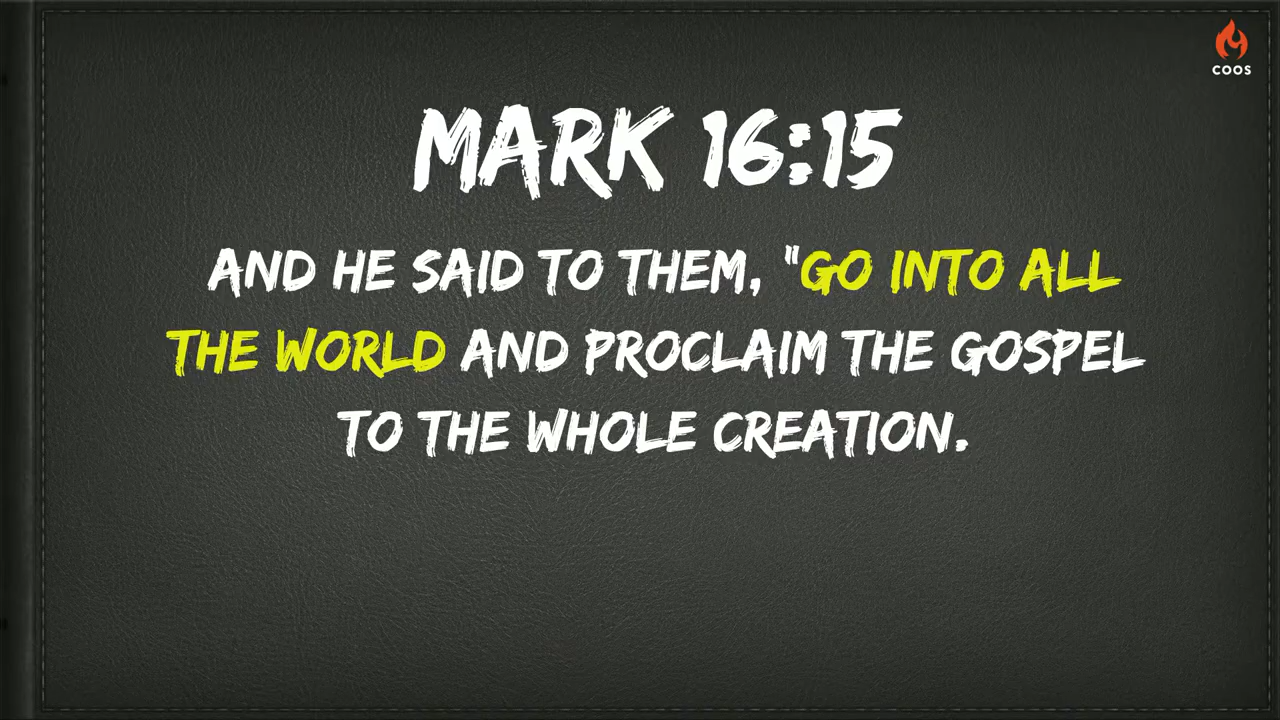 COOS
MARK 16:15
AND HE SAID TO THEM, "GO INTO ALL
THE WORLD AND PROCLAIM THE GOSPEL
TO THE WHOLE CREATION.